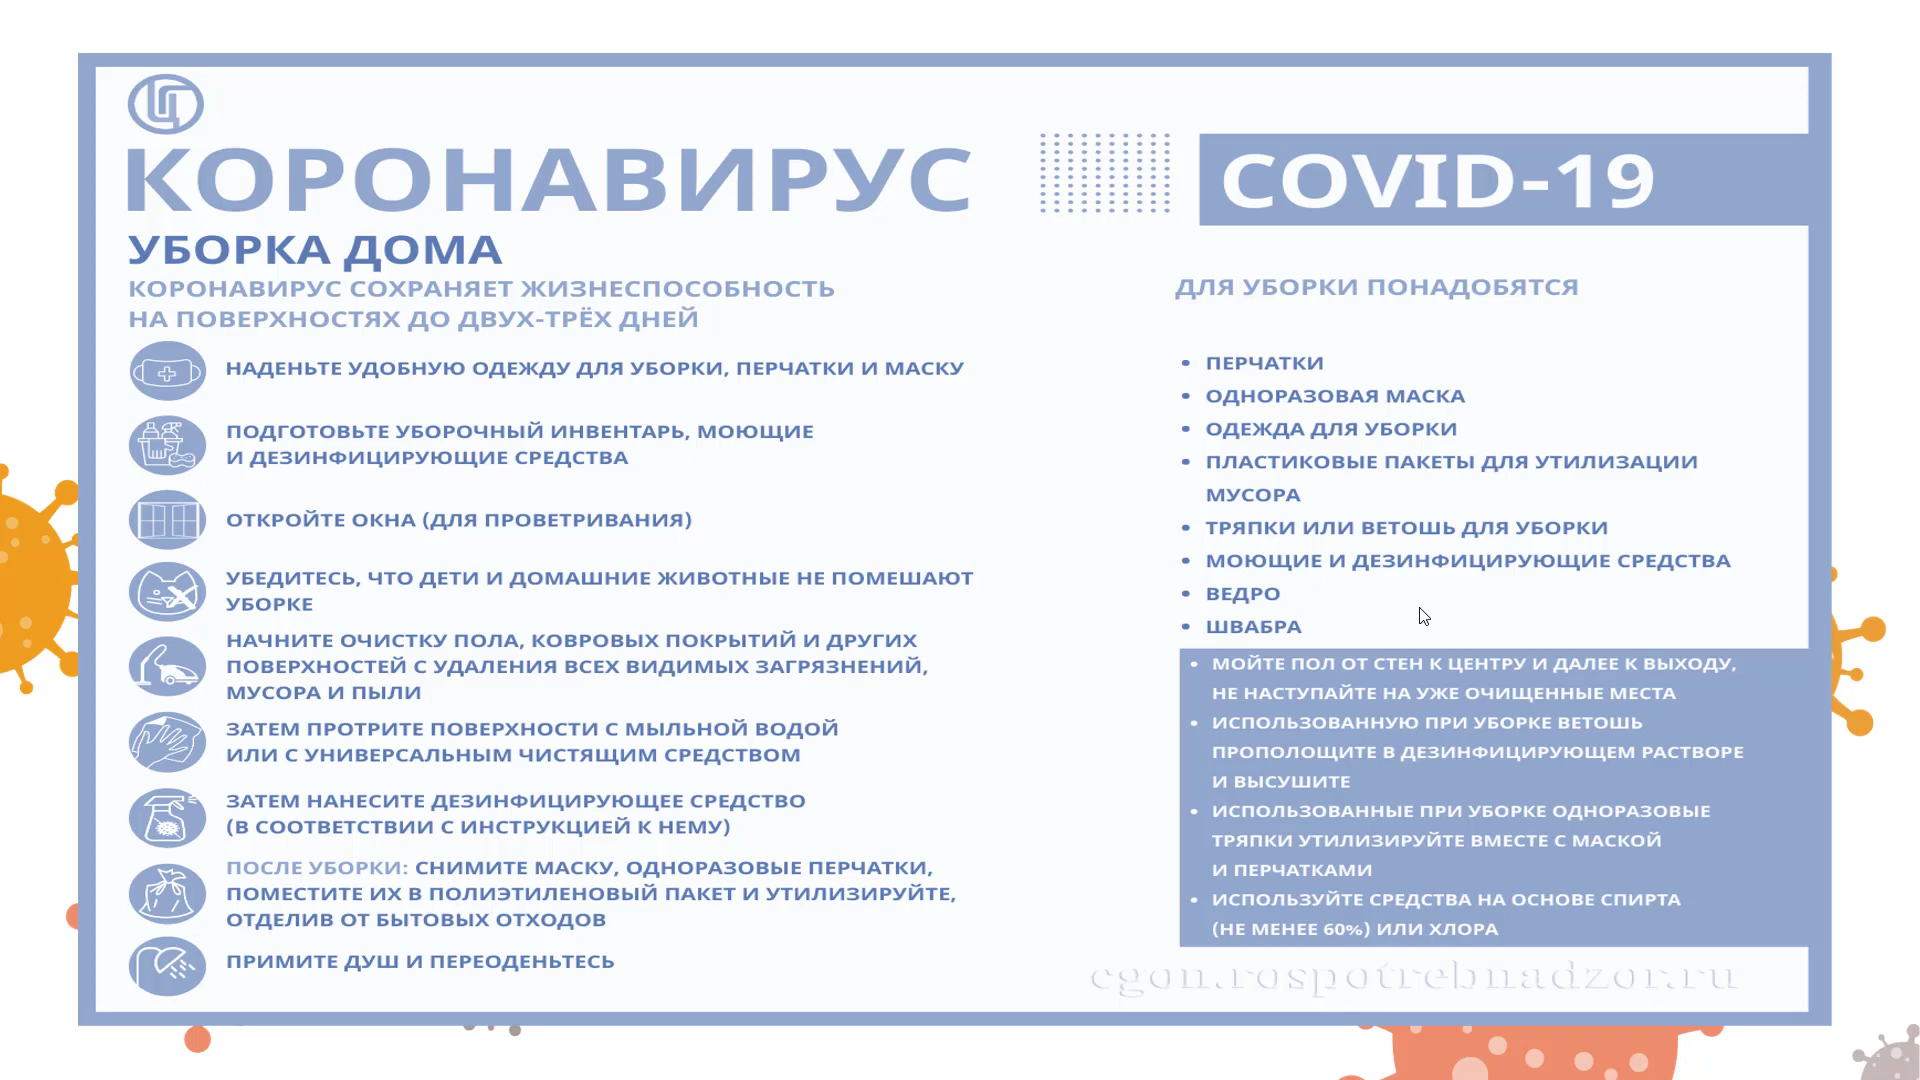 КОРОНАВИРУС
COVID-19
УБОРКА ДОМА
КОРОНАВИРУС СОХРАНЯЕТ ЖИЗНЕСПОСОБНОСТЬ
НА ПОВЕРХНОСТЯХ ДО ДВУХ-ТРЁХ ДНЕЙ
НАДЕНЬТЕ УДОБНУЮ ОДЕЖДУ ДЛЯ УБОРКИ, ПЕРЧАТКИ И МАСКУ
ПОДГОТОВЬТЕ УБОРОЧНЫЙ ИНВЕНТАРЬ, МОЮЩИЕ
И ДЕЗИНФИЦИРУЮЩИЕ СРЕДСТВА
ОТКРОЙТЕ ОКНА (ДЛЯ ПРОВЕТРИВАНИЯ)
УБЕДИТЕСЬ, ЧТО ДЕТИ И ДОМАШНИЕ ЖИВОТНЫЕ НЕ ПОМЕШАЮТ
УБОРКЕ
НАЧНИТЕ ОЧИСТКУ ПОЛА, КОВРОВЫХ ПОКРЫТИЙ И ДРУГИХ
ПОВЕРХНОСТЕЙ С УДАЛЕНИЯ ВСЕХ ВИДИМЫХ ЗАГРЯЗНЕНИЙ,
МУСОРА И ПЫЛИ
ЗАТЕМ ПРОТРИТЕ ПОВЕРХНОСТИ С МЫЛЬНОЙ ВОДОЙ
ИЛИ С УНИВЕРСАЛЬНЫМ ЧИСТЯЩИМ СРЕДСТВОМ
ЗАТЕМ НАНЕСИТЕ ДЕЗИНФИЦИРУЮЩЕЕ СРЕДСТВО
(В СООТВЕТСТВИИ С ИНСТРУКЦИЕЙ К НЕМУ)
ПОСЛЕ УБОРКИ: СНИМИТЕ МАСКУ, ОДНОРАЗОВЫЕ ПЕРЧАТКИ,
ПОМЕСТИТЕ ИХ В ПОЛИЭТИЛЕНОВЫЙ ПАКЕТ И УТИЛИЗИРУЙТЕ,
ОТДЕЛИВ ОТ БЫТОВЫХ ОТХОДОВ
ПРИМИТЕ ДУШ И ПЕРЕОДЕНЬТЕСЬ
ДЛЯ УБОРКИ ПОНАДОБЯТСЯ
• ПЕРЧАТКИ
• ОДНОРАЗОВАЯ МАСКА
• ОДЕЖДА ДЛЯ УБОРКИ
• ПЛАСТИКОВЫЕ ПАКЕТЫ ДЛЯ УТИЛИЗАЦИИ
МУСОРА
• ТРЯПКИ ИЛИ ВЕТОШЬ ДЛЯ УБОРКИ
• МОЮЩИЕ И ДЕЗИНФИЦИРУЮЩИЕ СРЕДСТВА
• ВЕДРО
• ШВАБРА
• МОЙТЕ ПОЛ ОТ СТЕН К ЦЕНТРУ И ДАЛЕЕ К ВЫХОДУ,
НЕ НАСТУПАЙТЕ НА УЖЕ ОЧИЩЕННЫЕ МЕСТА
• ИСПОЛЬЗОВАННУЮ ПРИ УБОРКЕ ВЕТОШЬ
ПРОПОЛОЩИТЕ В ДЕЗИНФИЦИРУЮЩЕМ РАСТВОРЕ
И ВЫСУШИТЕ
• ИСПОЛЬЗОВАННЫЕ ПРИ УБОРКЕ ОДНОРАЗОВЫЕ
ТРЯПКИ УТИЛИЗИРУЙТЕ ВМЕСТЕ С МАСКОЙ
И ПЕРЧАТКАМИ
• ИСПОЛЬЗУЙТЕ СРЕДСТВА НА ОСНОВЕ СПИРТА
(НЕ МЕНЕЕ 60%) ИЛИ ХЛОРА
cgon.rospotrebnadzor.ru